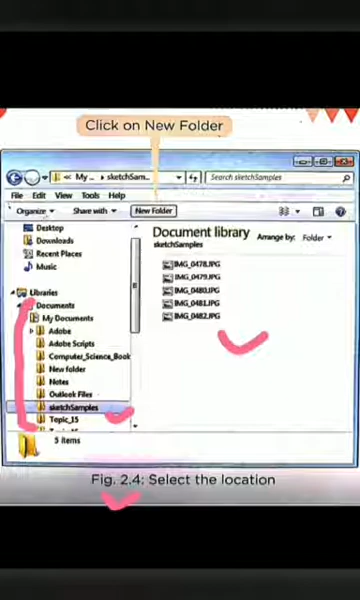 Click on New Folder
« My ... ▸ sketchSam...
Search sketchSamples
File Edit View Tools Help
Organize Share with New Folder
Desktop
Downloads
Recent Places
Music
Libraries
Documents
My Documents
Adobe
Adobe Scripts
Computer_Science_Book
New folder
Notes
Outlook Files
sketchSamples
Topic_15
Document library
sketchSamples
Arrange by: Folder
IMG_0478.JPG
IMG_0479.JPG
IMG_0480.JPG
IMG_0481.JPG
IMG_0482.JPG
5 items
Fig. 2.4: Select the location